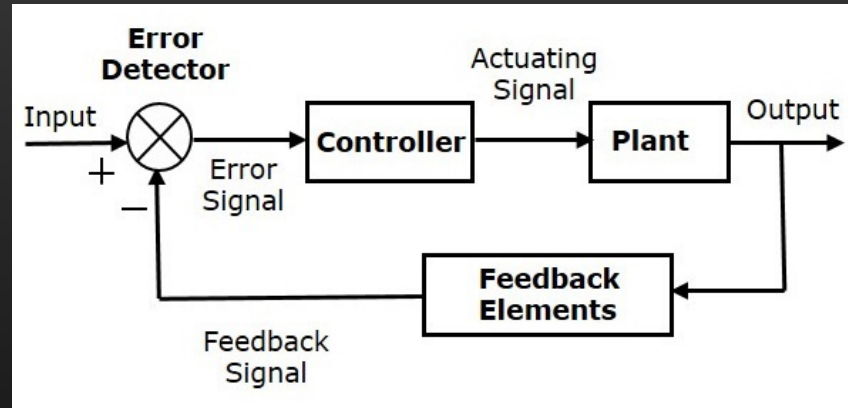 Error
Detector
Input
+
−
Error
Signal
Controller
Actuating
Signal
Plant
Output
Feedback
Elements
Feedback
Signal